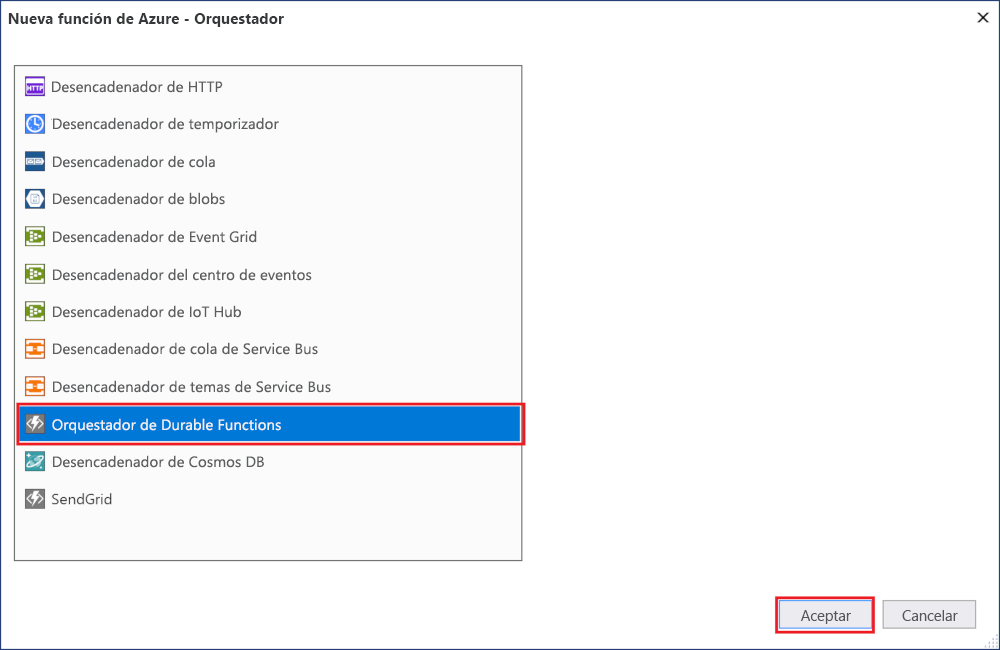 Nueva función de Azure - Orquestador
HTTP Desencadenador de HTTP
Desencadenador de temporizador
Desencadenador de cola
Desencadenador de blobs
Desencadenador de Event Grid
Desencadenador del centro de eventos
Desencadenador de IoT Hub
Desencadenador de cola de Service Bus
Desencadenador de temas de Service Bus
Orquestador de Durable Functions
Desencadenador de Cosmos DB
SendGrid
Aceptar Cancelar